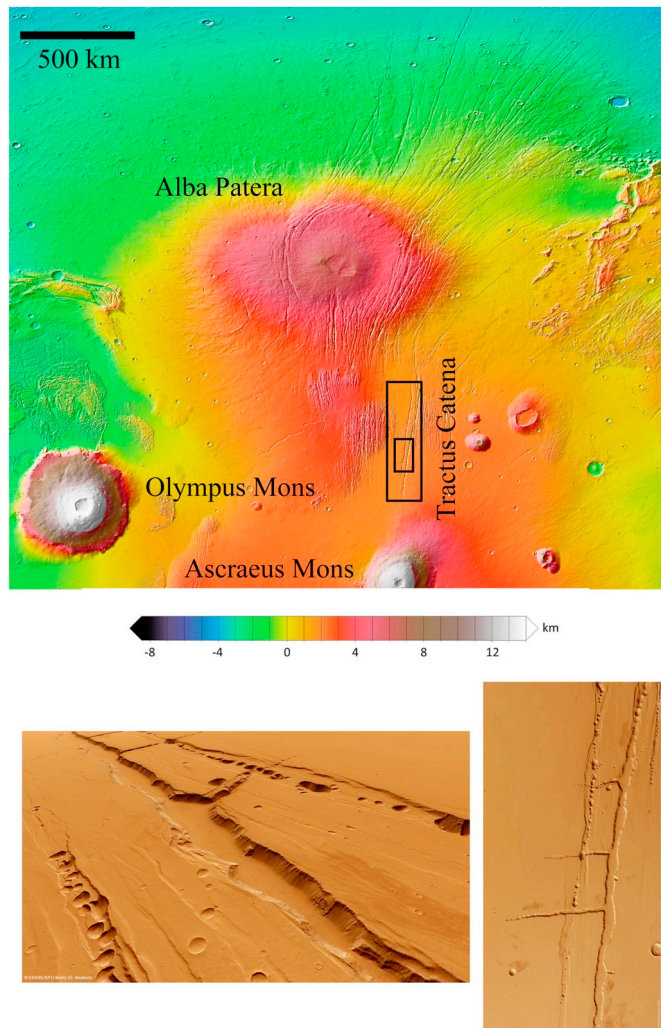 500 km
Alba Patera
Tractus Catena
Olympus Mons
Ascraeus Mons
km
-8 -4 0 4 8 12